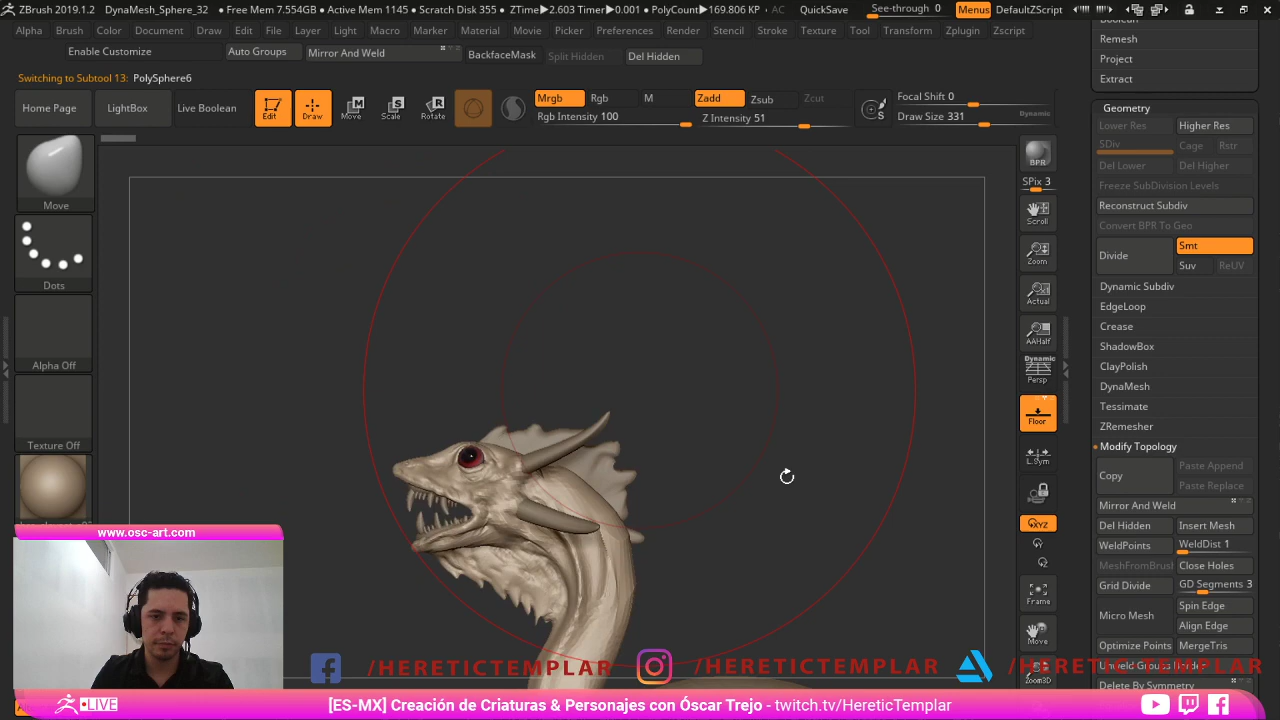 ZBrush 2019.1.2 DynaMesh_Sphere_32 • Free Mem 7.554GB • Active Mem 1145 • Scratch Disk 355 • ZTime▶2.603 Timer▶0.001 • PolyCount▶169.806 KP AC QuickSave See-through 0 Menus DefaultZScript
Alpha Brush Color Document Draw Edit File Layer Light Macro Marker Material Movie Picker Preferences Render Stencil Stroke Texture Tool Transform Zplugin Zscript
Enable Customize Auto Groups Mirror And Weld BackfaceMask Split Hidden Del Hidden
Switching to Subtool 13: PolySphere6
Home Page LightBox Live Boolean Edit Draw Move Scale Rotate
Mrgb Rgb M Zadd Zsub Zcut
Rgb Intensity 100 Z Intensity 51
Focal Shift 0
Draw Size 331 Dynamic
Move
Dots
Alpha Off
Texture Off
BPR
SPix 3
Scroll
Zoom
Actual
AAHalf
Dynamic
Persp
Floor
L.Sym
XYZ
Frame
Move
Zoom3D
Remesh
Project
Extract
Geometry
Lower Res Higher Res
SDiv Cage Rstr
Del Lower Del Higher
Freeze SubDivision Levels
Reconstruct Subdiv
Convert BPR To Geo
Divide Smt
Suv ReUV
Dynamic Subdiv
EdgeLoop
Crease
ShadowBox
ClayPolish
DynaMesh
Tessimate
ZRemesher
Modify Topology
Copy Paste Append
Paste Replace
Mirror And Weld
Del Hidden Insert Mesh
WeldPoints WeldDist 1
MeshFromBrush Close Holes
Grid Divide GD Segments 3
Micro Mesh Spin Edge
Align Edge
Optimize Points MergeTris
Delete By Symmetry
www.osc-art.com
/HERETICTEMPLAR /HERETICTEMPLAR /HERETICTEMPLAR
LIVE [ES-MX] Creación de Criaturas & Personajes con Óscar Trejo - twitch.tv/HereticTemplar